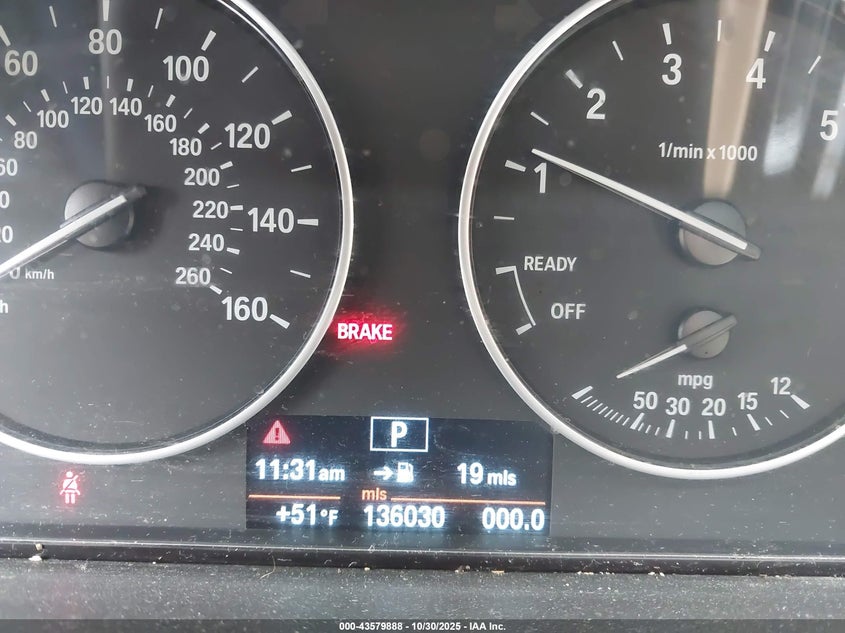 60
80
100
120
140
160
80
100
120
140
160
180
200
220
240
260
km/h
BRAKE
1
2
3
4
5
1/min x 1000
READY
OFF
mpg
50 30 20 15 12
P
11:31 am
19 mls
mls
+51°F 136030 000.0
000-43579888 - 10/30/2025 - IAA Inc.